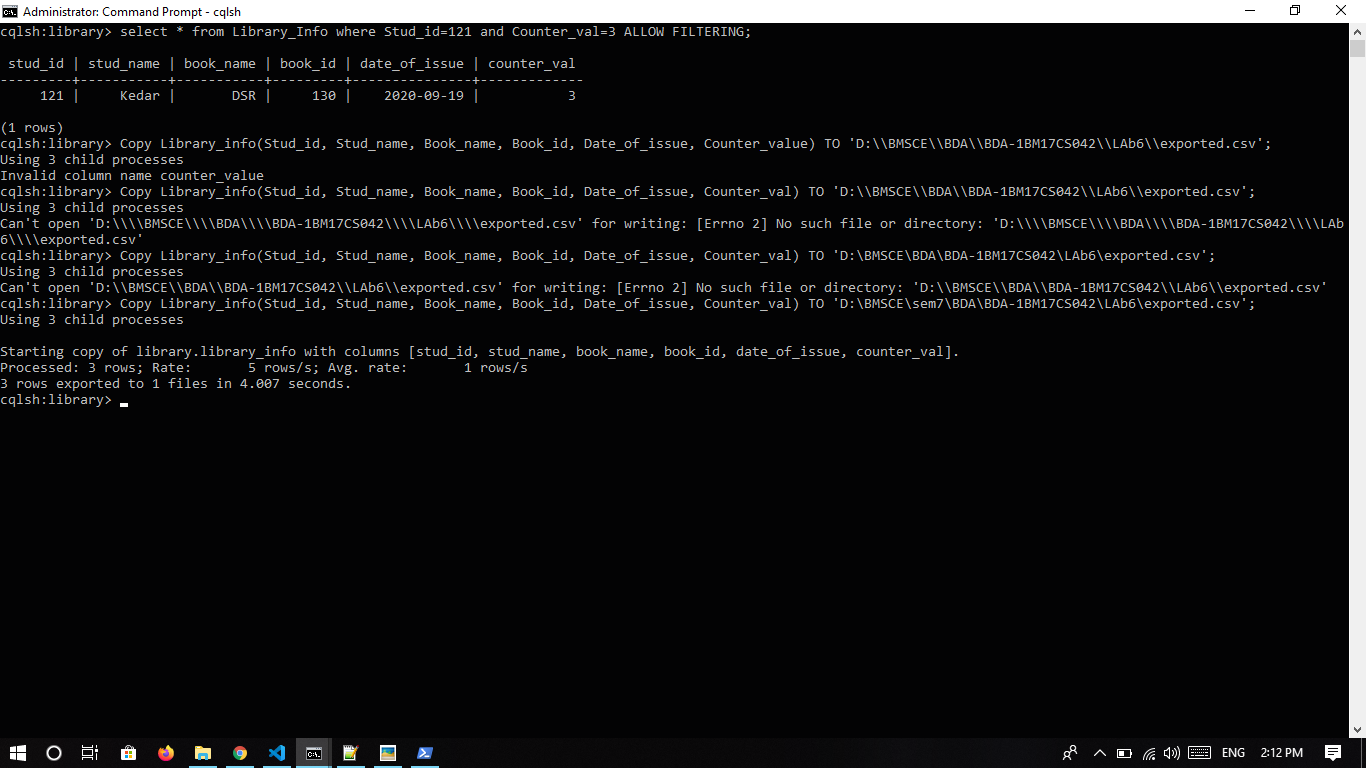 Administrator: Command Prompt - cqlsh
cqlsh:library> select * from Library_Info where Stud_id=121 and Counter_val=3 ALLOW FILTERING;
 stud_id | stud_name | book_name | book_id | date_of_issue | counter_val
---------+-----------+-----------+---------+---------------+-------------
     121 |     Kedar |       DSR |     130 |    2020-09-19 |           3
(1 rows)
cqlsh:library> Copy Library_info(Stud_id, Stud_name, Book_name, Book_id, Date_of_issue, Counter_value) TO 'D:\\BMSCE\\BDA\\BDA-1BM17CS042\\LAb6\\exported.csv';
Using 3 child processes
Invalid column name counter_value
cqlsh:library> Copy Library_info(Stud_id, Stud_name, Book_name, Book_id, Date_of_issue, Counter_val) TO 'D:\\BMSCE\\BDA\\BDA-1BM17CS042\\LAb6\\exported.csv';
Using 3 child processes
Can't open 'D:\\\\BMSCE\\\\BDA\\\\BDA-1BM17CS042\\\\LAb6\\\\exported.csv' for writing: [Errno 2] No such file or directory: 'D:\\\\BMSCE\\\\BDA\\\\BDA-1BM17CS042\\\\LAb
6\\\\exported.csv'
cqlsh:library> Copy Library_info(Stud_id, Stud_name, Book_name, Book_id, Date_of_issue, Counter_val) TO 'D:\BMSCE\BDA\BDA-1BM17CS042\LAb6\exported.csv';
Using 3 child processes
Can't open 'D:\\BMSCE\\BDA\\BDA-1BM17CS042\\LAb6\\exported.csv' for writing: [Errno 2] No such file or directory: 'D:\\BMSCE\\BDA\\BDA-1BM17CS042\\LAb6\\exported.csv'
cqlsh:library> Copy Library_info(Stud_id, Stud_name, Book_name, Book_id, Date_of_issue, Counter_val) TO 'D:\BMSCE\sem7\BDA\BDA-1BM17CS042\LAb6\exported.csv';
Using 3 child processes
Starting copy of library.library_info with columns [stud_id, stud_name, book_name, book_id, date_of_issue, counter_val].
Processed: 3 rows; Rate:       5 rows/s; Avg. rate:       1 rows/s
3 rows exported to 1 files in 4.007 seconds.
cqlsh:library>
ENG 2:12 PM